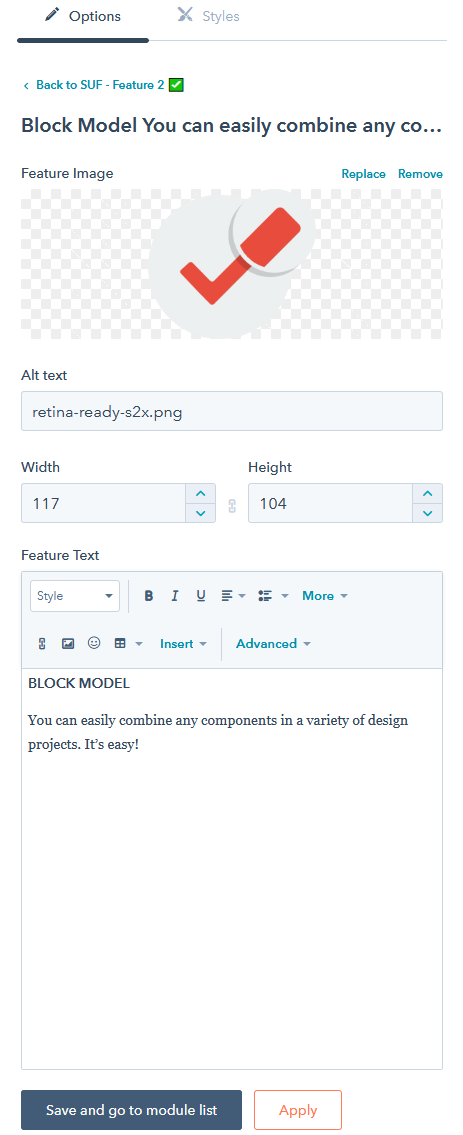 Options
Styles
Back to SUF - Feature 2
Block Model You can easily combine any co...
Feature Image
Replace
Remove
Alt text
retina-ready-s2x.png
Width
Height
117
104
Feature Text
Style
B
I
U
More
Insert
Advanced
BLOCK MODEL
You can easily combine any components in a variety of design
projects. It’s easy!
Save and go to module list
Apply